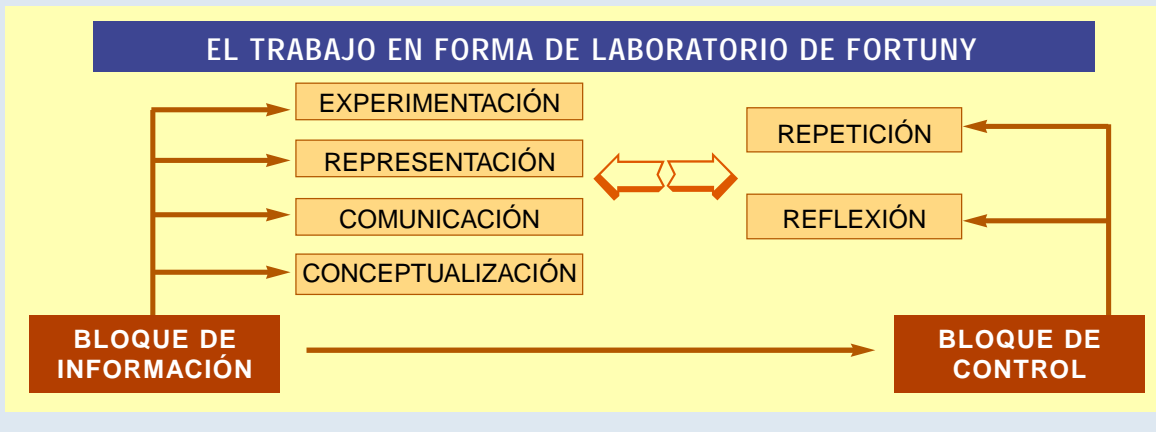 EL TRABAJO EN FORMA DE LABORATORIO DE FORTUNY
EXPERIMENTACIÓN
REPRESENTACIÓN
COMUNICACIÓN
CONCEPTUALIZACIÓN
REPETICIÓN
REFLEXIÓN
BLOQUE DE
INFORMACIÓN
BLOQUE DE
CONTROL